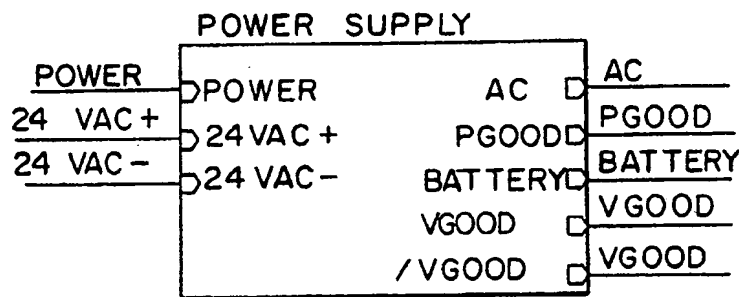 POWER SUPPLY
POWER POWER AC AC
24 VAC+ 24VAC+ PGOOD PGOOD
24 VAC- 24VAC- BATTERY BATTERY
VGOOD VGOOD
/VGOOD VGOOD